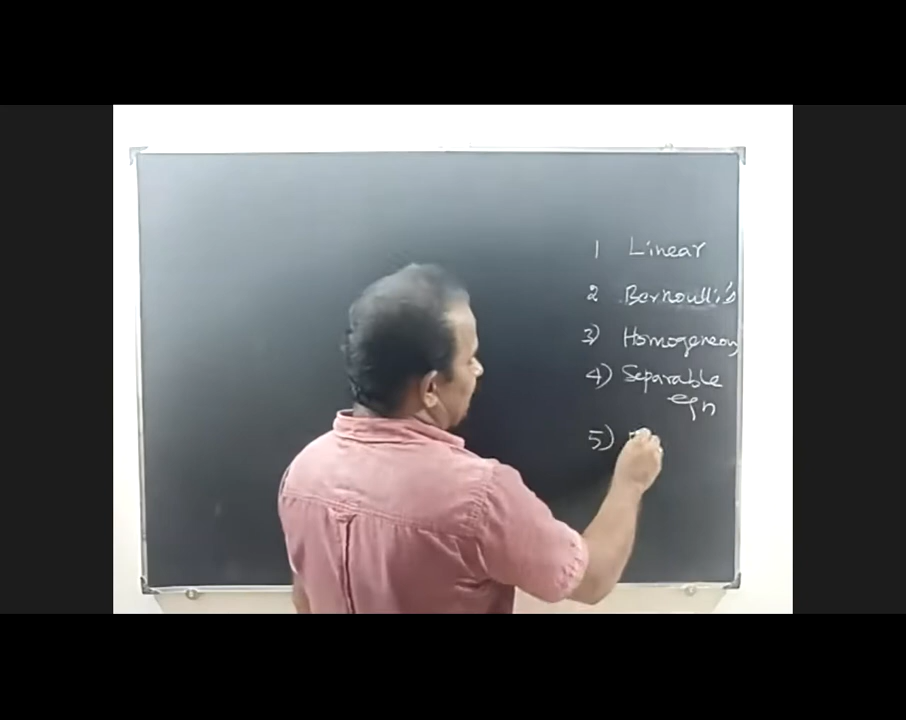 1 Linear
2 Bernoulli's
3) Homogeneous
4) Separable
eqn
5)